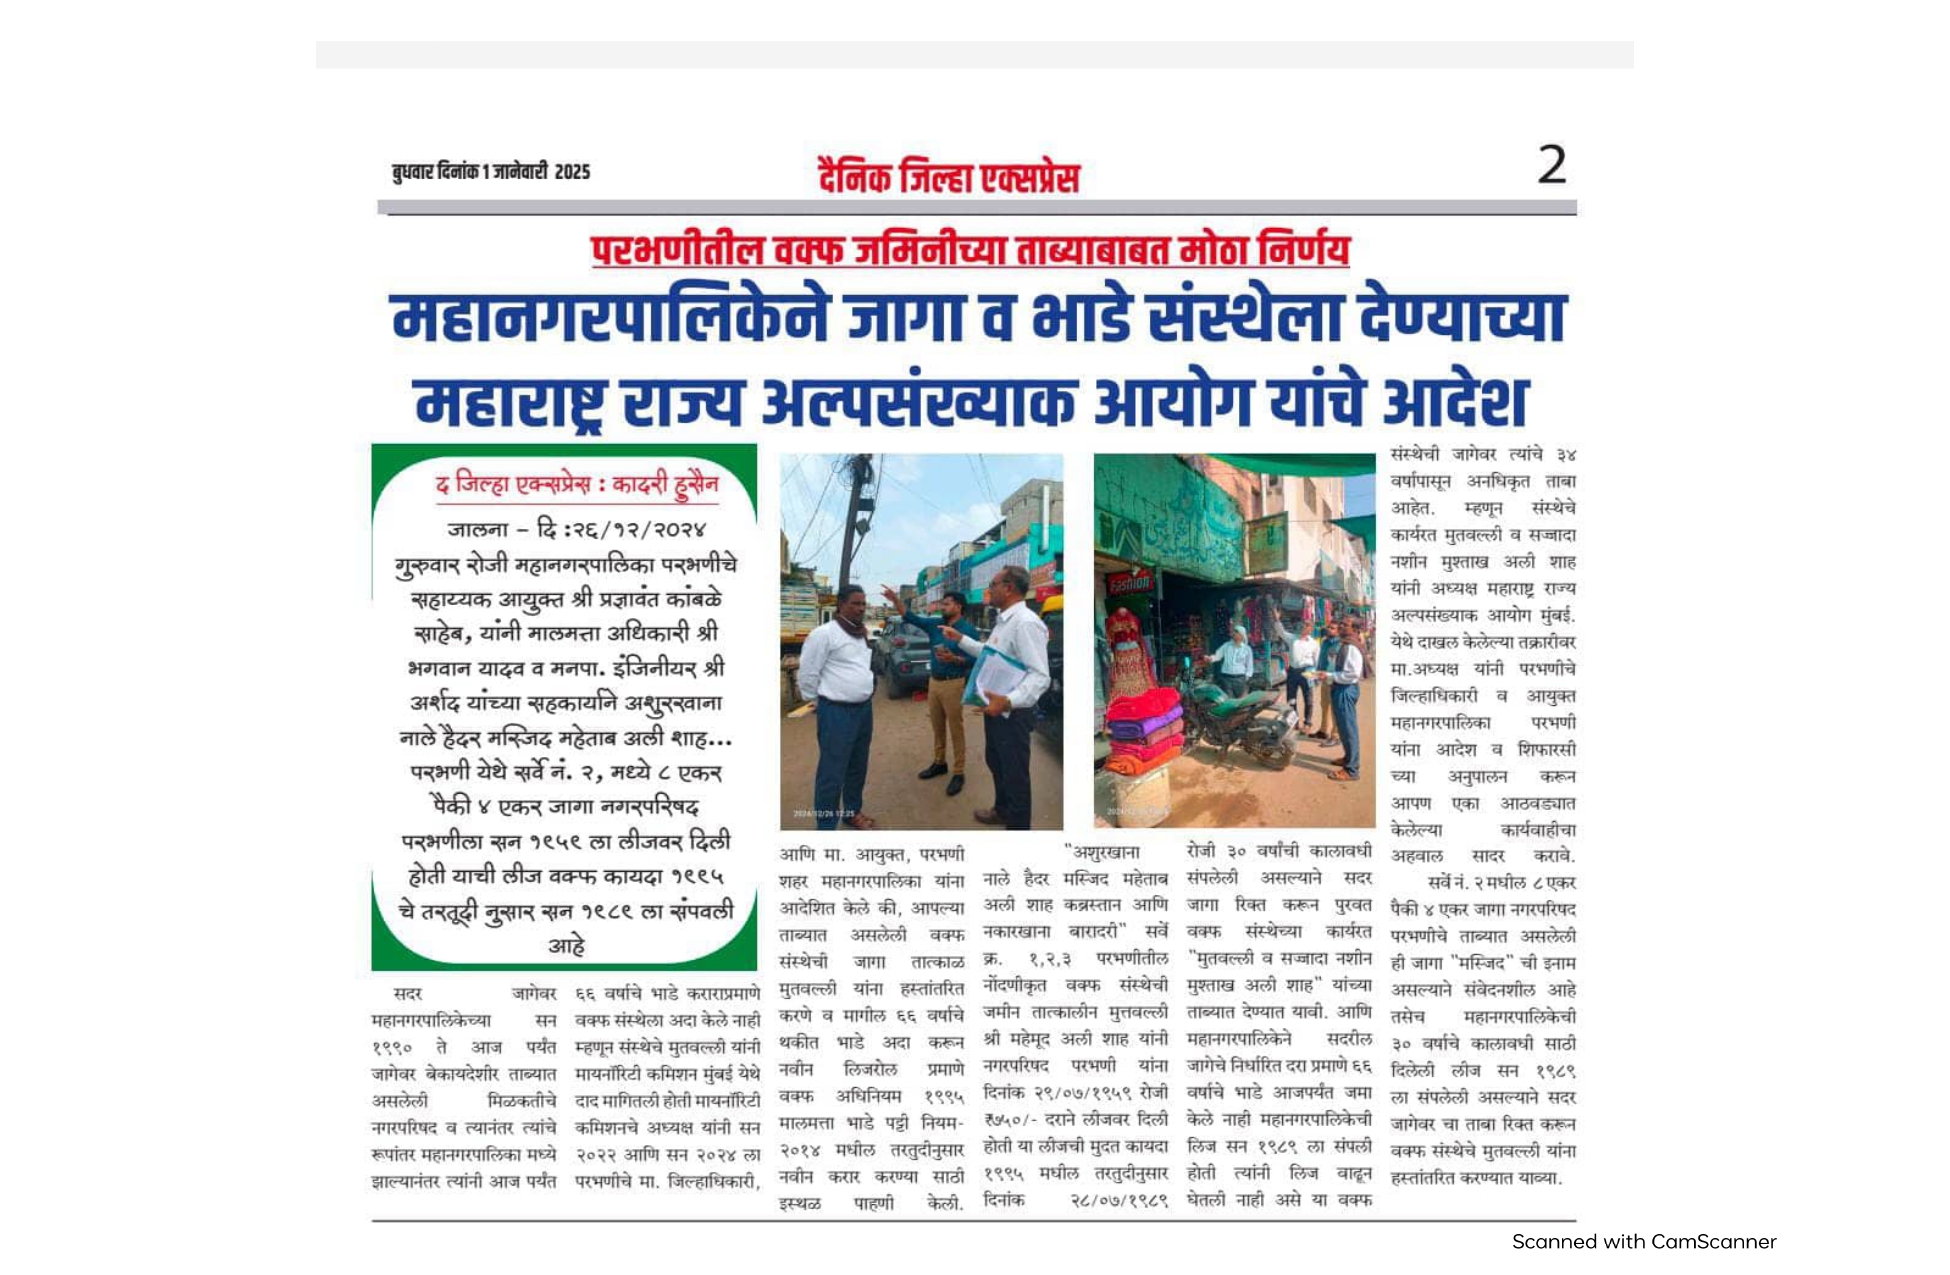 बुधवार दिनांक 1 जानेवारी 2025
दैनिक जिल्हा एक्सप्रेस
2
परभणीतील वक्फ जमिनीच्या ताब्याबाबत मोठा निर्णय
महानगरपालिकेने जागा व भाडे संस्थेला देण्याच्या
महाराष्ट्र राज्य अल्पसंख्याक आयोग यांचे आदेश
द जिल्हा एक्सप्रेस : कादरी हुसैन
जालना – दि :२६/१२/२०२४
गुरुवार रोजी महानगरपालिका परभणीचे
सहाय्यक आयुक्त श्री प्रज्ञावंत कांबळे
साहेब, यांनी मालमत्ता अधिकारी श्री
भगवान यादव व मनपा. इंजिनीयर श्री
अर्शद यांच्या सहकार्याने अशुरखाना
नाले हैदर मस्जिद महेताब अली शाह...
परभणी येथे सर्वे नं. २, मध्ये ८ एकर
पैकी ४ एकर जागा नगरपरिषद
परभणीला सन १९५९ ला लीजवर दिली
होती याची लीज वक्फ कायदा १९९५
चे तरतूदी नुसार सन १९८९ ला संपवली
आहे
सदर जागेवर
महानगरपालिकेच्या सन
१९९० ते आज पर्यंत
जागेवर बेकायदेशीर ताब्यात
असलेली मिळकतीचे
नगरपरिषद व त्यानंतर त्यांचे
रूपांतर महानगरपालिका मध्ये
झाल्यानंतर त्यांनी आज पर्यंत
६६ वर्षाचे भाडे कराराप्रमाणे
वक्फ संस्थेला अदा केले नाही
म्हणून संस्थेचे मुतवल्ली यांनी
मायनॉरिटी कमिशन मुंबई येथे
दाद मागितली होती मायनॉरिटी
कमिशनचे अध्यक्ष यांनी सन
२०२२ आणि सन २०२४ ला
परभणीचे मा. जिल्हाधिकारी,
आणि मा. आयुक्त, परभणी
शहर महानगरपालिका यांना
आदेशित केले की, आपल्या
ताब्यात असलेली वक्फ
संस्थेची जागा तात्काळ
मुतवल्ली यांना हस्तांतरित
करणे व मागील ६६ वर्षाचे
थकीत भाडे अदा करून
नवीन लिजरोल प्रमाणे
वक्फ अधिनियम १९९५
मालमत्ता भाडे पट्टी नियम-
२०१४ मधील तरतुदीनुसार
नवीन करार करण्या साठी
इस्थळ पाहणी केली.
"अशुरखाना
नाले हैदर मस्जिद महेताब
अली शाह कब्रस्तान आणि
नकारखाना बारादरी" सर्वे
क्र. १,२,३ परभणीतील
नोंदणीकृत वक्फ संस्थेची
जमीन तात्कालीन मुत्तवल्ली
श्री महेमूद अली शाह यांनी
नगरपरिषद परभणी यांना
दिनांक २९/०७/१९५९ रोजी
₹७५०/- दराने लीजवर दिली
होती या लीजची मुदत कायदा
१९९५ मधील तरतुदीनुसार
दिनांक २८/०७/१९८९
रोजी ३० वर्षांची कालावधी
संपलेली असल्याने सदर
जागा रिक्त करून पुरवत
वक्फ संस्थेच्या कार्यरत
"मुतवल्ली व सज्जादा नशीन
मुश्ताख अली शाह" यांच्या
ताब्यात देण्यात यावी. आणि
महानगरपालिकेने सदरील
जागेचे निर्धारित दरा प्रमाणे ६६
वर्षाचे भाडे आजपर्यंत जमा
केले नाही महानगरपालिकेची
लिज सन १९८९ ला संपली
होती त्यांनी लिज वाढून
घेतली नाही असे या वक्फ
संस्थेची जागेवर त्यांचे ३४
वर्षापासून अनधिकृत ताबा
आहेत. म्हणून संस्थेचे
कार्यरत मुतवल्ली व सज्जादा
नशीन मुश्ताख अली शाह
यांनी अध्यक्ष महाराष्ट्र राज्य
अल्पसंख्याक आयोग मुंबई.
येथे दाखल केलेल्या तक्रारीवर
मा.अध्यक्ष यांनी परभणीचे
जिल्हाधिकारी व आयुक्त
महानगरपालिका परभणी
यांना आदेश व शिफारसी
च्या अनुपालन करून
आपण एका आठवड्यात
केलेल्या कार्यवाहीचा
अहवाल सादर करावे.
सर्वे नं. २ मधील ८ एकर
पैकी ४ एकर जागा नगरपरिषद
परभणीचे ताब्यात असलेली
ही जागा "मस्जिद" ची इनाम
असल्याने संवेदनशील आहे
तसेच महानगरपालिकेची
३० वर्षाचे कालावधी साठी
दिलेली लीज सन १९८९
ला संपलेली असल्याने सदर
जागेवर चा ताबा रिक्त करून
वक्फ संस्थेचे मुतवल्ली यांना
हस्तांतरित करण्यात याव्या.
Fashion
2024/12/26 12:25
Scanned with CamScanner